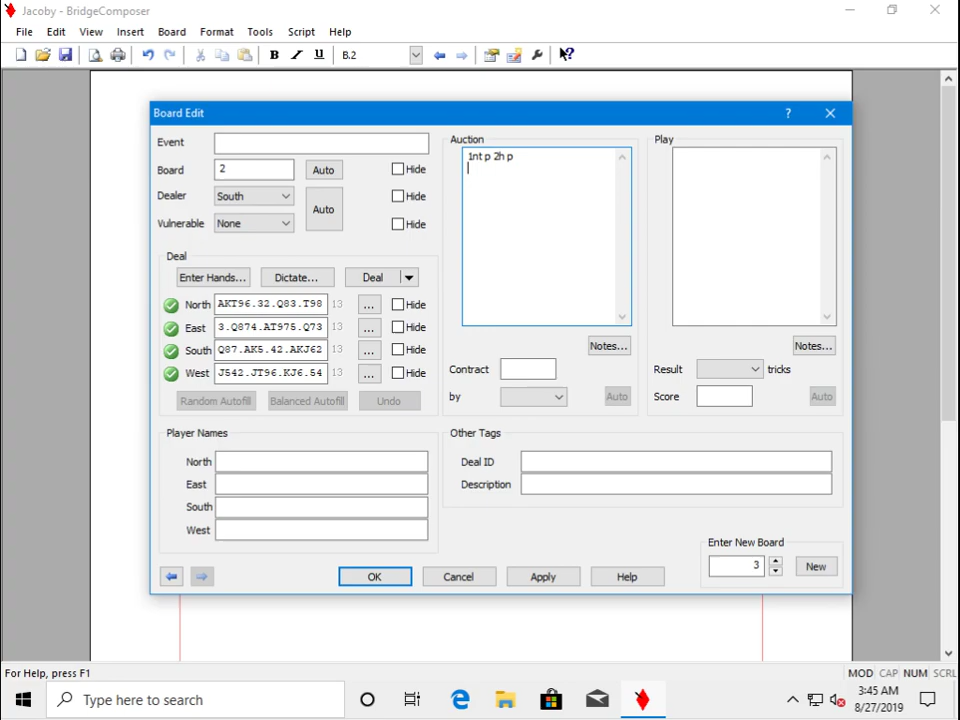 Jacoby - BridgeComposer
File Edit View Insert Board Format Tools Script Help
B I U B.2
Board Edit ?
Event Auction Play
1nt p 2h p
Board 2 Auto Hide
Dealer South Auto Hide
Vulnerable None Hide
Deal
Enter Hands... Dictate... Deal
North AKT96.32.Q83.T98 13 ... Hide
East 3.Q874.AT975.Q73 13 ... Hide
South Q87.AK5.42.AKJ62 13 ... Hide
West J542.JT96.KJ6.54 13 ... Hide
Notes... Notes...
Contract Result tricks
by Auto Score Auto
Random Autofill Balanced Autofill Undo
Player Names Other Tags
North Deal ID
East Description
South
West
Enter New Board
3 New
OK Cancel Apply Help
For Help, press F1 MOD CAP NUM SCRL
Type here to search
3:45 AM
8/27/2019